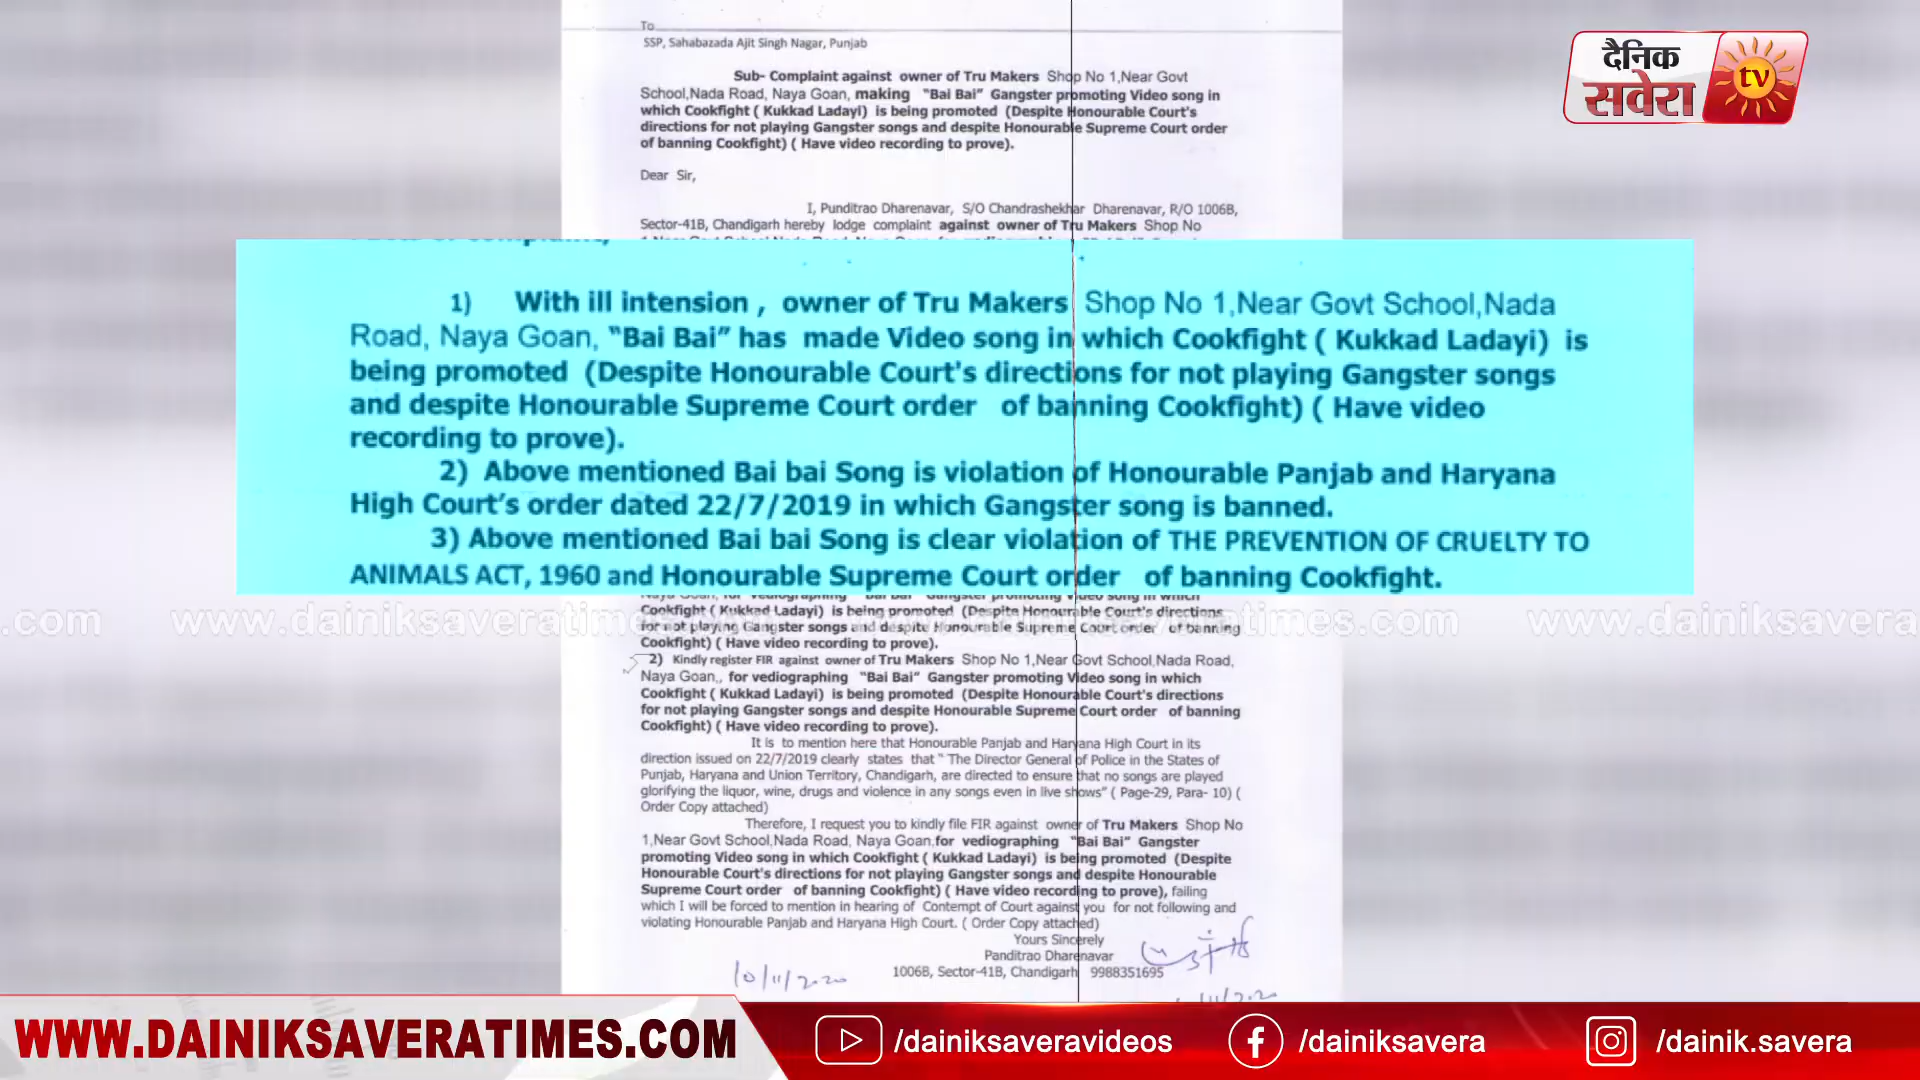 To
SSP, Sahabazada Ajit Singh Nagar, Punjab
दैनिक
सवेरा
tv
Sub- Complaint against owner of Tru Makers Shop No 1,Near Govt
School,Nada Road, Naya Goan, making "Bai Bai" Gangster promoting Video song in
which Cookfight ( Kukkad Ladayi) is being promoted (Despite Honourable Court's
directions for not playing Gangster songs and despite Honourable Supreme Court order
of banning Cookfight) ( Have video recording to prove).
Dear Sir,
I, Punditrao Dharenavar, S/O Chandrashekhar Dharenavar, R/O 1006B,
Sector-41B, Chandigarh hereby lodge complaint against owner of Tru Makers Shop No
1) With ill intension , owner of Tru Makers Shop No 1,Near Govt School,Nada
Road, Naya Goan, "Bai Bai" has made Video song in which Cookfight ( Kukkad Ladayi) is
being promoted (Despite Honourable Court's directions for not playing Gangster songs
and despite Honourable Supreme Court order of banning Cookfight) ( Have video
recording to prove).
2) Above mentioned Bai bai Song is violation of Honourable Panjab and Haryana
High Court's order dated 22/7/2019 in which Gangster song is banned.
3) Above mentioned Bai bai Song is clear violation of THE PREVENTION OF CRUELTY TO
ANIMALS ACT, 1960 and Honourable Supreme Court order of banning Cookfight.
Naya Goan, for vediographing "Bai Bai" Gangster promoting Video song in which
Cookfight ( Kukkad Ladayi) is being promoted (Despite Honourable Court's directions
.com www.dainiksaveratimes.com www.dainiksavera
for not playing Gangster songs and despite Honourable Supreme Court order of banning
Cookfight) ( Have video recording to prove).
2) Kindly register FIR against owner of Tru Makers Shop No 1,Near Govt School,Nada Road,
Naya Goan,, for vediographing "Bai Bai" Gangster promoting Video song in which
Cookfight ( Kukkad Ladayi) is being promoted (Despite Honourable Court's directions
for not playing Gangster songs and despite Honourable Supreme Court order of banning
Cookfight) ( Have video recording to prove).
It is to mention here that Honourable Panjab and Haryana High Court in its
direction issued on 22/7/2019 clearly states that " The Director General of Police in the States of
Punjab, Haryana and Union Territory, Chandigarh, are directed to ensure that no songs are played
glorifying the liquor, wine, drugs and violence in any songs even in live shows" ( Page-29, Para- 10) (
Order Copy attached)
Therefore, I request you to kindly file FIR against owner of Tru Makers Shop No
1,Near Govt School,Nada Road, Naya Goan,for vediographing "Bai Bai" Gangster
promoting Video song in which Cookfight ( Kukkad Ladayi) is being promoted (Despite
Honourable Court's directions for not playing Gangster songs and despite Honourable
Supreme Court order of banning Cookfight) ( Have video recording to prove), failing
which I will be forced to mention in hearing of Contempt of Court against you for not following and
violating Honourable Panjab and Haryana High Court. ( Order Copy attached)
Yours Sincerely
Panditrao Dharenavar
1006B, Sector-41B, Chandigarh 9988351695
10/11/2020
WWW.DAINIKSAVERATIMES.COM /dainiksaveravideos /dainiksavera /dainik.savera